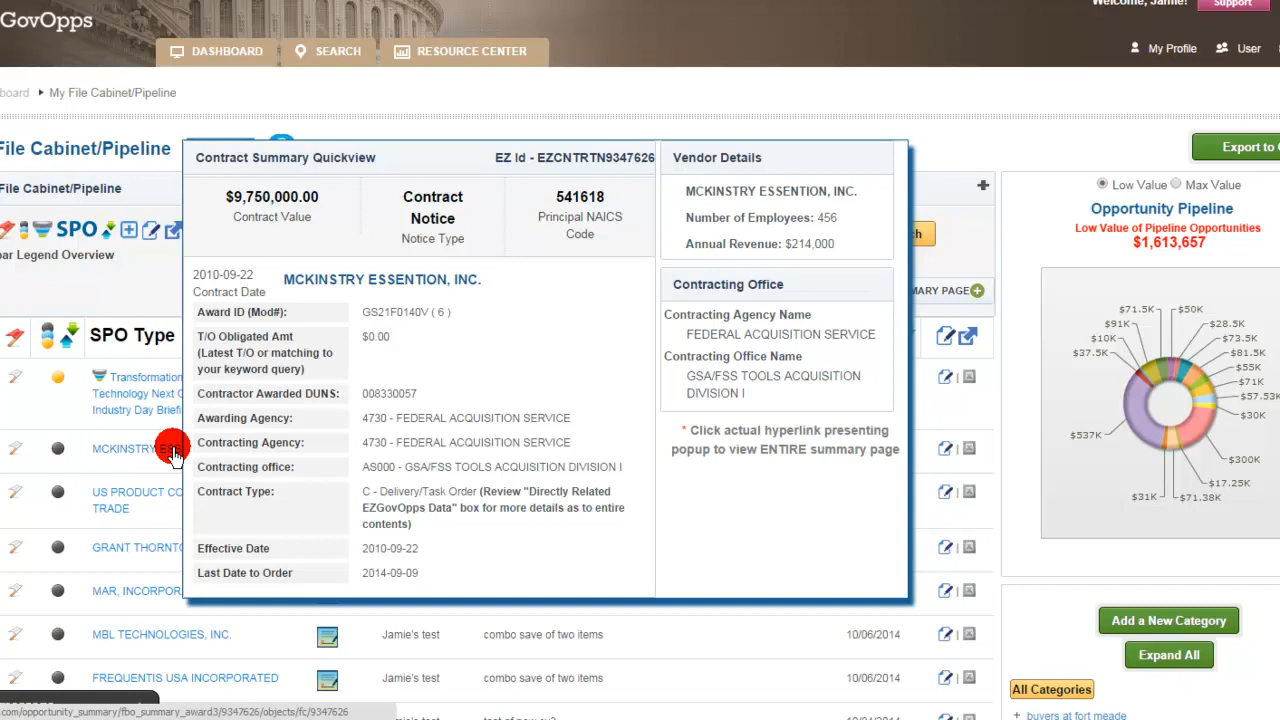 Welcome, Jamie!
Support
GovOpps
DASHBOARD
SEARCH
RESOURCE CENTER
My Profile
User
board
My File Cabinet/Pipeline
File Cabinet/Pipeline
Export to
File Cabinet/Pipeline
SPO
par Legend Overview
ch
MARY PAGE
SPO Type
Transformation
Technology Next G
Industry Day Briefi
MCKINSTRY ESS
US PRODUCT CO
TRADE
GRANT THORNTO
MAR, INCORPOR
MBL TECHNOLOGIES, INC.
Jamie's test
combo save of two items
10/06/2014
FREQUENTIS USA INCORPORATED
Jamie's test
combo save of two items
10/06/2014
com/opportunity_summary/fbo_summary_award3/9347626/objects/fc/9347626
Contract Summary Quickview
EZ Id - EZCNTRTN9347626
$9,750,000.00
Contract Value
Contract
Notice
Notice Type
541618
Principal NAICS
Code
2010-09-22
Contract Date
MCKINSTRY ESSENTION, INC.
Award ID (Mod#):
GS21F0140V ( 6 )
T/O Obligated Amt
(Latest T/O or matching to
your keyword query)
$0.00
Contractor Awarded DUNS:
008330057
Awarding Agency:
4730 - FEDERAL ACQUISITION SERVICE
Contracting Agency:
4730 - FEDERAL ACQUISITION SERVICE
Contracting office:
AS000 - GSA/FSS TOOLS ACQUISITION DIVISION I
Contract Type:
C - Delivery/Task Order (Review "Directly Related
EZGovOpps Data" box for more details as to entire
contents)
Effective Date
2010-09-22
Last Date to Order
2014-09-09
Vendor Details
MCKINSTRY ESSENTION, INC.
Number of Employees: 456
Annual Revenue: $214,000
Contracting Office
Contracting Agency Name
FEDERAL ACQUISITION SERVICE
Contracting Office Name
GSA/FSS TOOLS ACQUISITION
DIVISION I
* Click actual hyperlink presenting
popup to view ENTIRE summary page
Low Value
Max Value
Opportunity Pipeline
Low Value of Pipeline Opportunities
$1,613,657
$71.5K
$50K
$91K
$28.5K
$10K
$73.5K
$37.5K
$81.5K
$55K
$71K
$57.53K
$30K
$537K
$300K
$17.25K
$31K
$71.38K
Add a New Category
Expand All
All Categories
+ buyers at fort meade